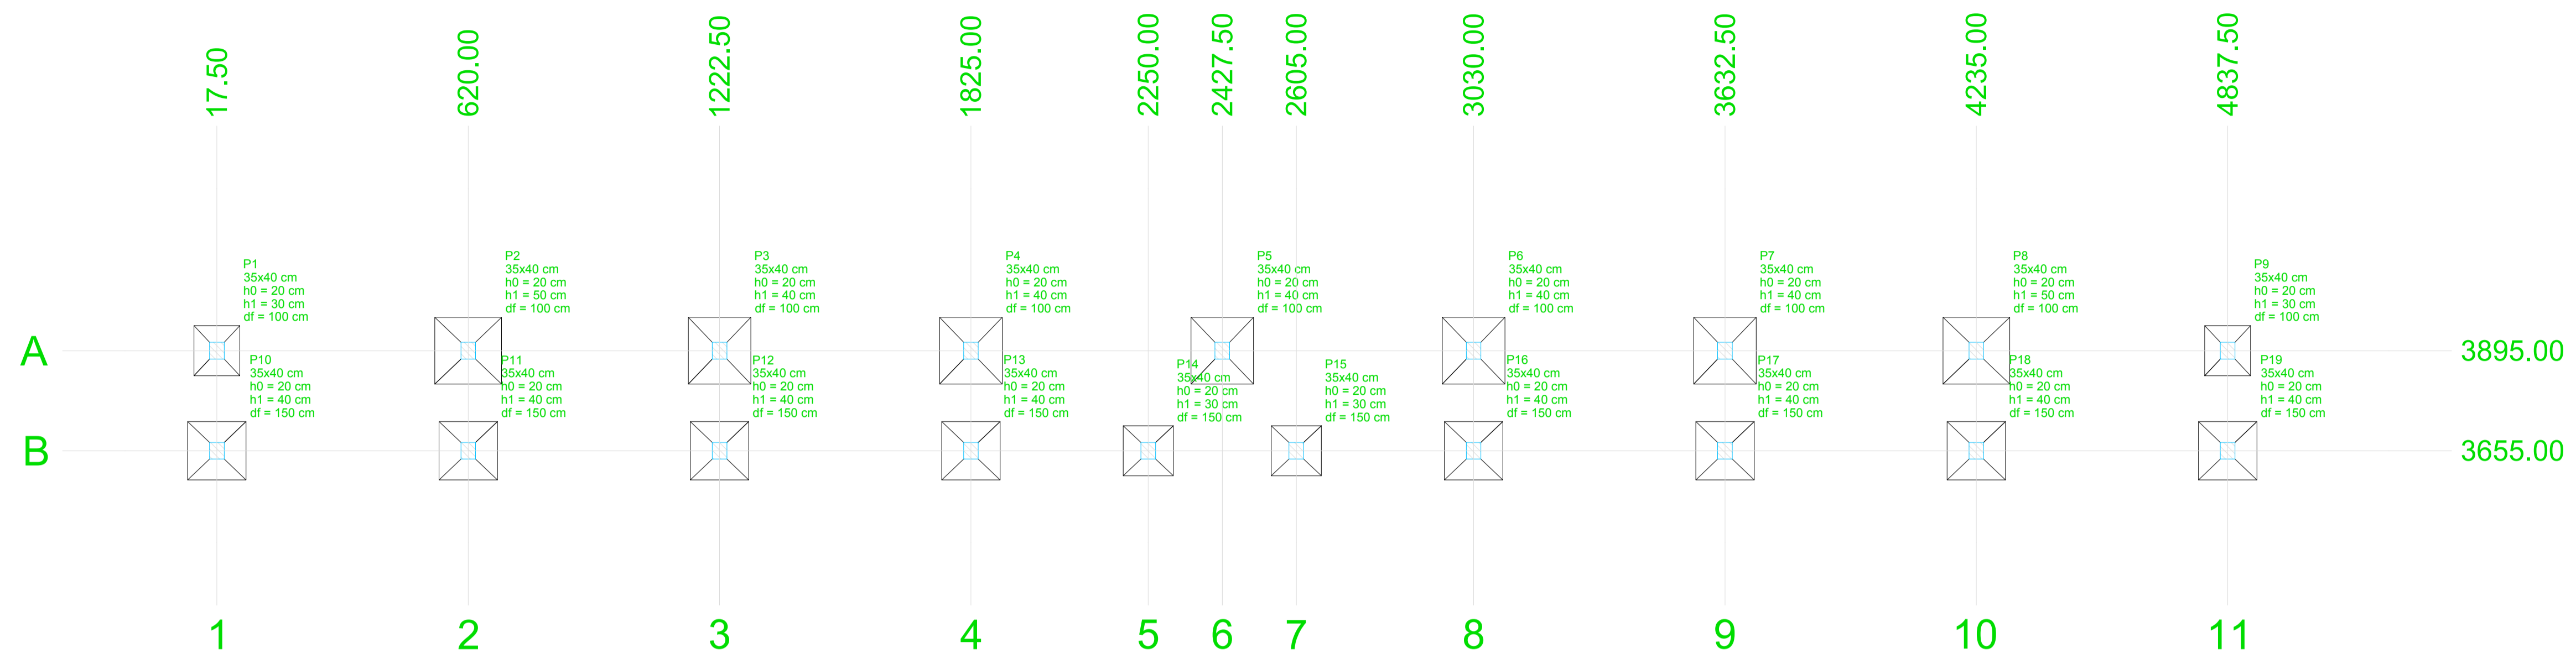 17.50
620.00
1222.50
1825.00
2250.00
2427.50
2605.00
3030.00
3632.50
4235.00
4837.50
P1
35x40 cm
h0 = 20 cm
h1 = 30 cm
df = 100 cm
P2
35x40 cm
h0 = 20 cm
h1 = 50 cm
df = 100 cm
P3
35x40 cm
h0 = 20 cm
h1 = 40 cm
df = 100 cm
P4
35x40 cm
h0 = 20 cm
h1 = 40 cm
df = 100 cm
P5
35x40 cm
h0 = 20 cm
h1 = 40 cm
df = 100 cm
P6
35x40 cm
h0 = 20 cm
h1 = 40 cm
df = 100 cm
P7
35x40 cm
h0 = 20 cm
h1 = 40 cm
df = 100 cm
P8
35x40 cm
h0 = 20 cm
h1 = 50 cm
df = 100 cm
P9
35x40 cm
h0 = 20 cm
h1 = 30 cm
df = 100 cm
A
3895.00
P10
35x40 cm
h0 = 20 cm
h1 = 40 cm
df = 150 cm
P11
35x40 cm
h0 = 20 cm
h1 = 40 cm
df = 150 cm
P12
35x40 cm
h0 = 20 cm
h1 = 40 cm
df = 150 cm
P13
35x40 cm
h0 = 20 cm
h1 = 40 cm
df = 150 cm
P14
35x40 cm
h0 = 20 cm
h1 = 30 cm
df = 150 cm
P15
35x40 cm
h0 = 20 cm
h1 = 30 cm
df = 150 cm
P16
35x40 cm
h0 = 20 cm
h1 = 40 cm
df = 150 cm
P17
35x40 cm
h0 = 20 cm
h1 = 40 cm
df = 150 cm
P18
35x40 cm
h0 = 20 cm
h1 = 40 cm
df = 150 cm
P19
35x40 cm
h0 = 20 cm
h1 = 40 cm
df = 150 cm
B
3655.00
1
2
3
4
5
6
7
8
9
10
11